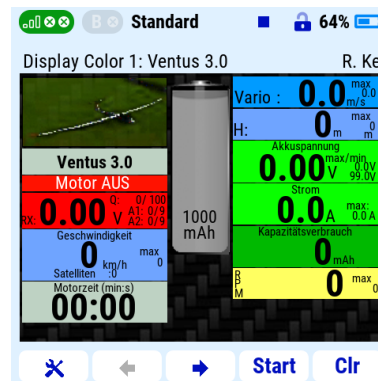 B Standard 64%
Display Color 1: Ventus 3.0 R. Ke
Ventus 3.0
Motor AUS
RX: 0.00 V Q: 0/100 A1: 0/9 A2: 0/9
Geschwindigkeit
0 km/h max 0
Satelliten :0
Motorzeit (min:s)
00:00
1000
mAh
Vario : 0.0 m/s max 0.0
H: 0 m max 0 m
Akkuspannung
0.00 V max/min 0.0V 99.0V
Strom
0.0 A max: 0.0 A
Kapazitätsverbrauch
0 mAh
RPM 0 max 0
Start Clr